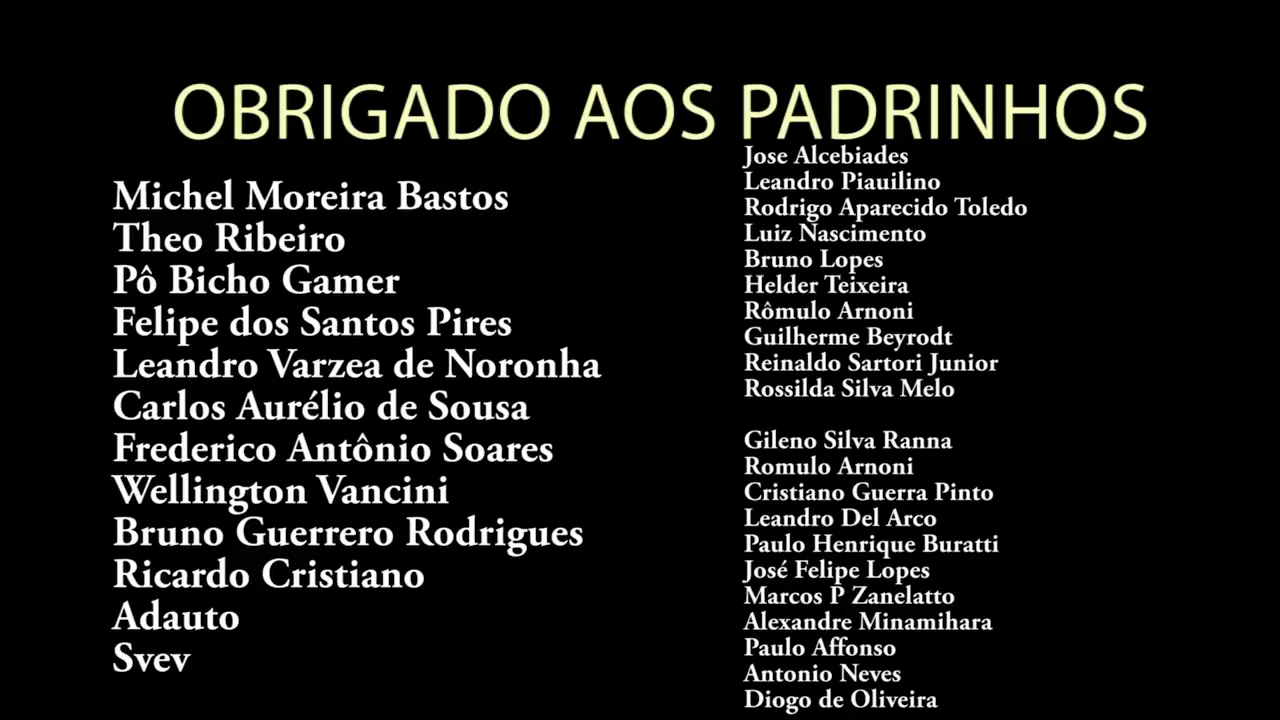 OBRIGADO AOS PADRINHOS
Michel Moreira Bastos
Theo Ribeiro
Pô Bicho Gamer
Felipe dos Santos Pires
Leandro Varzea de Noronha
Carlos Aurélio de Sousa
Frederico Antônio Soares
Wellington Vancini
Bruno Guerrero Rodrigues
Ricardo Cristiano
Adauto
Svev
Jose Alcebiades
Leandro Piauilino
Rodrigo Aparecido Toledo
Luiz Nascimento
Bruno Lopes
Helder Teixeira
Rômulo Arnoni
Guilherme Beyrodt
Reinaldo Sartori Junior
Rossilda Silva Melo
Gileno Silva Ranna
Romulo Arnoni
Cristiano Guerra Pinto
Leandro Del Arco
Paulo Henrique Buratti
José Felipe Lopes
Marcos P Zanelatto
Alexandre Minamihara
Paulo Affonso
Antonio Neves
Diogo de Oliveira